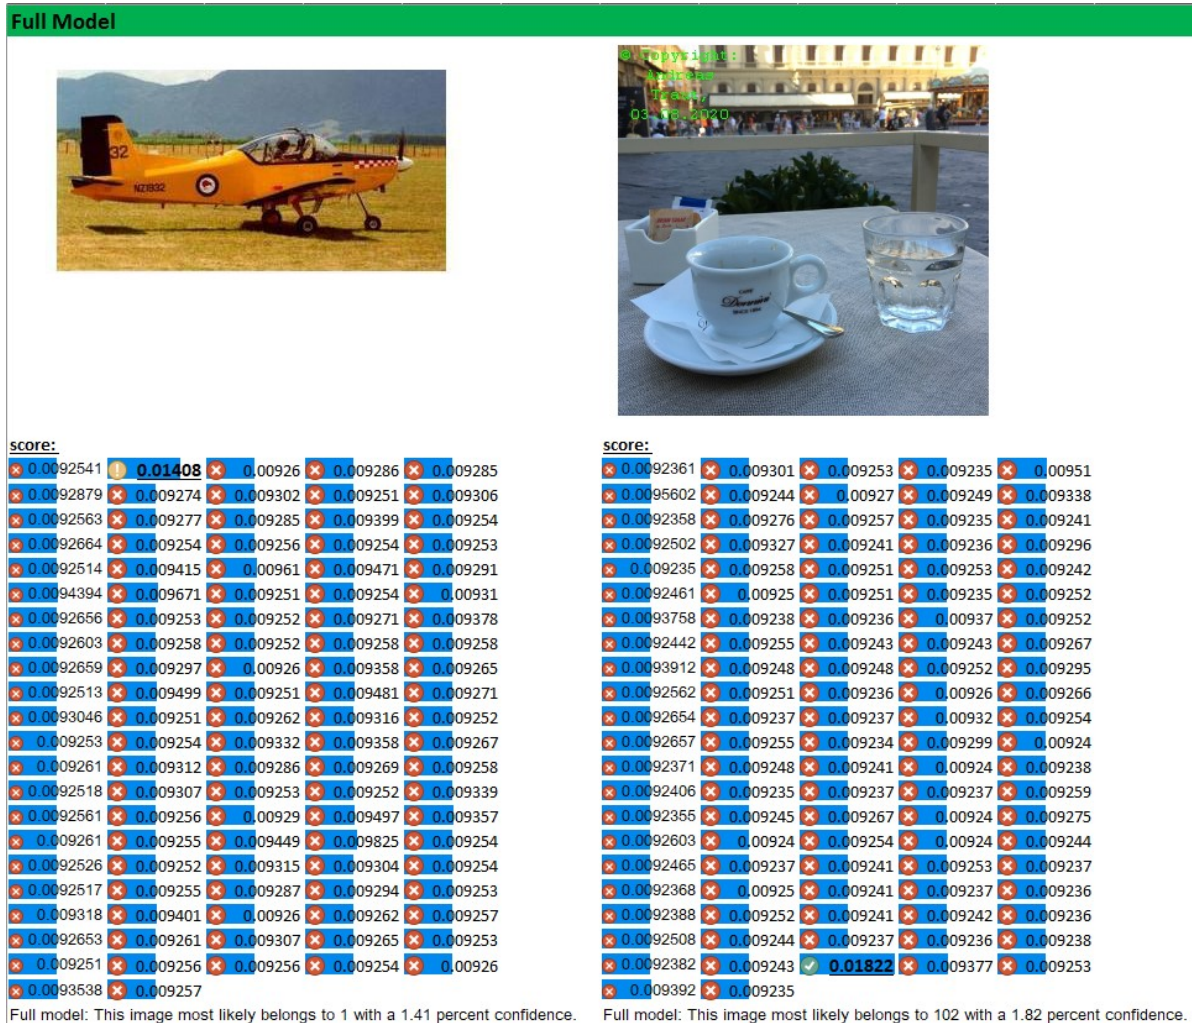 Full Model
© Copyright:
Andreas
Traut,
03.08.2020
32
NZ1932
CAFFÈ
SINCE 1894
score:
0.0092541 0.01408 0.00926 0.009286 0.009285
0.0092879 0.009274 0.009302 0.009251 0.009306
0.0092563 0.009277 0.009285 0.009399 0.009254
0.0092664 0.009254 0.009256 0.009254 0.009253
0.0092514 0.009415 0.00961 0.009471 0.009291
0.0094394 0.009671 0.009251 0.009254 0.00931
0.0092656 0.009253 0.009252 0.009271 0.009378
0.0092603 0.009258 0.009252 0.009258 0.009258
0.0092659 0.009297 0.00926 0.009358 0.009265
0.0092513 0.009499 0.009251 0.009481 0.009271
0.0093046 0.009251 0.009262 0.009316 0.009252
0.009253 0.009254 0.009332 0.009358 0.009267
0.009261 0.009312 0.009286 0.009269 0.009258
0.0092518 0.009307 0.009253 0.009252 0.009339
0.0092561 0.009256 0.00929 0.009497 0.009357
0.009261 0.009255 0.009449 0.009825 0.009254
0.0092526 0.009252 0.009315 0.009304 0.009254
0.0092517 0.009255 0.009287 0.009294 0.009253
0.009318 0.009401 0.00926 0.009262 0.009257
0.0092653 0.009261 0.009307 0.009265 0.009253
0.009251 0.009256 0.009256 0.009254 0.00926
0.0093538 0.009257
Full model: This image most likely belongs to 1 with a 1.41 percent confidence.
score:
0.0092361 0.009301 0.009253 0.009235 0.00951
0.0095602 0.009244 0.00927 0.009249 0.009338
0.0092358 0.009276 0.009257 0.009235 0.009241
0.0092502 0.009327 0.009241 0.009236 0.009296
0.009235 0.009258 0.009251 0.009253 0.009242
0.0092461 0.00925 0.009251 0.009235 0.009252
0.0093758 0.009238 0.009236 0.00937 0.009252
0.0092442 0.009255 0.009243 0.009243 0.009267
0.0093912 0.009248 0.009248 0.009252 0.009295
0.0092562 0.009251 0.009236 0.00926 0.009266
0.0092654 0.009237 0.009237 0.00932 0.009254
0.0092657 0.009255 0.009234 0.009299 0.00924
0.0092371 0.009248 0.009241 0.00924 0.009238
0.0092406 0.009235 0.009237 0.009237 0.009259
0.0092355 0.009245 0.009267 0.00924 0.009275
0.0092603 0.00924 0.009254 0.00924 0.009244
0.0092465 0.009237 0.009241 0.009253 0.009237
0.0092368 0.00925 0.009241 0.009237 0.009236
0.0092388 0.009252 0.009241 0.009242 0.009236
0.0092508 0.009244 0.009237 0.009236 0.009238
0.0092382 0.009243 0.01822 0.009377 0.009253
0.009392 0.009235
Full model: This image most likely belongs to 102 with a 1.82 percent confidence.